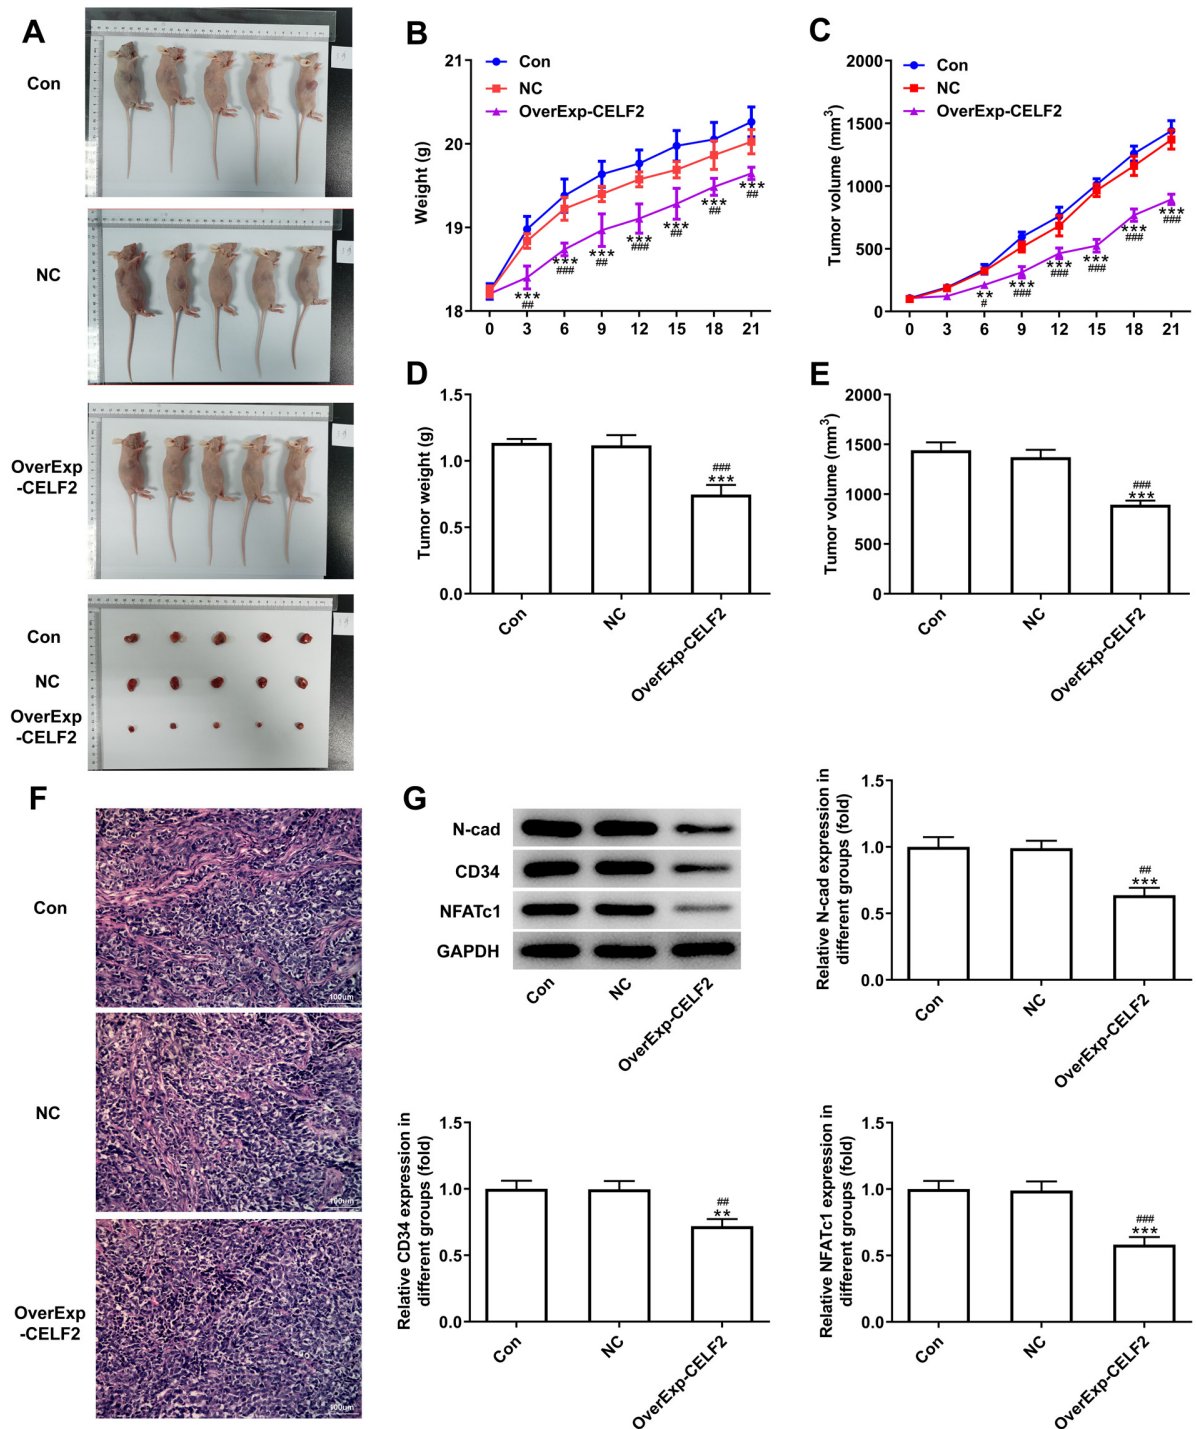 A
Con
NC
OverExp
-CELF2
Con
NC
OverExp
-CELF2
B
Con
NC
OverExp-CELF2
Weight (g)
21
20
19
18
0 3 6 9 12 15 18 21
***
##
***
###
***
##
***
###
***
##
***
##
***
##
C
Con
NC
OverExp-CELF2
Tumor volume (mm3)
2000
1500
1000
500
0
0 3 6 9 12 15 18 21
**
#
***
###
***
###
***
###
***
###
***
###
D
Tumor weight (g)
1.5
1.0
0.5
0.0
###
***
Con
NC
OverExp-CELF2
E
Tumor volume (mm3)
2000
1500
1000
500
0
###
***
Con
NC
OverExp-CELF2
F
Con
100um
NC
100um
OverExp
-CELF2
100um
G
N-cad
CD34
NFATc1
GAPDH
Con
NC
OverExp-CELF2
Relative N-cad expression in
different groups (fold)
1.5
1.0
0.5
0.0
##
***
Con
NC
OverExp-CELF2
Relative CD34 expression in
different groups (fold)
1.5
1.0
0.5
0.0
##
**
Con
NC
OverExp-CELF2
Relative NFATc1 expression in
different groups (fold)
1.5
1.0
0.5
0.0
###
***
Con
NC
OverExp-CELF2